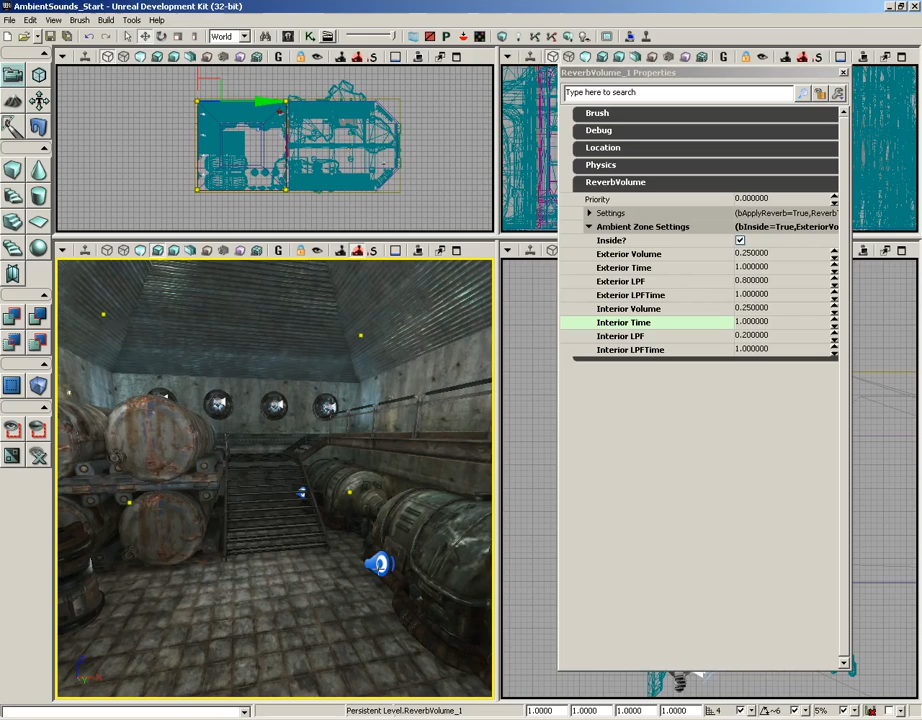 AmbientSounds_Start - Unreal Development Kit (32-bit)
File Edit View Brush Build Tools Help
World
G
P
S
ReverbVolume_1 Properties
Type here to search
Brush
Debug
Location
Physics
ReverbVolume
Priority 0.000000
Settings (bApplyReverb=True,Reverb
Ambient Zone Settings (bInside=True,ExteriorVo
Inside?
Exterior Volume 0.250000
Exterior Time 1.000000
Exterior LPF 0.800000
Exterior LPFTime 1.000000
Interior Volume 0.250000
Interior Time 1.000000
Interior LPF 0.200000
Interior LPFTime 1.000000
G
S
Persistent Level.ReverbVolume_1 1.0000 1.0000 1.0000 1.0000 4 ~6 5%